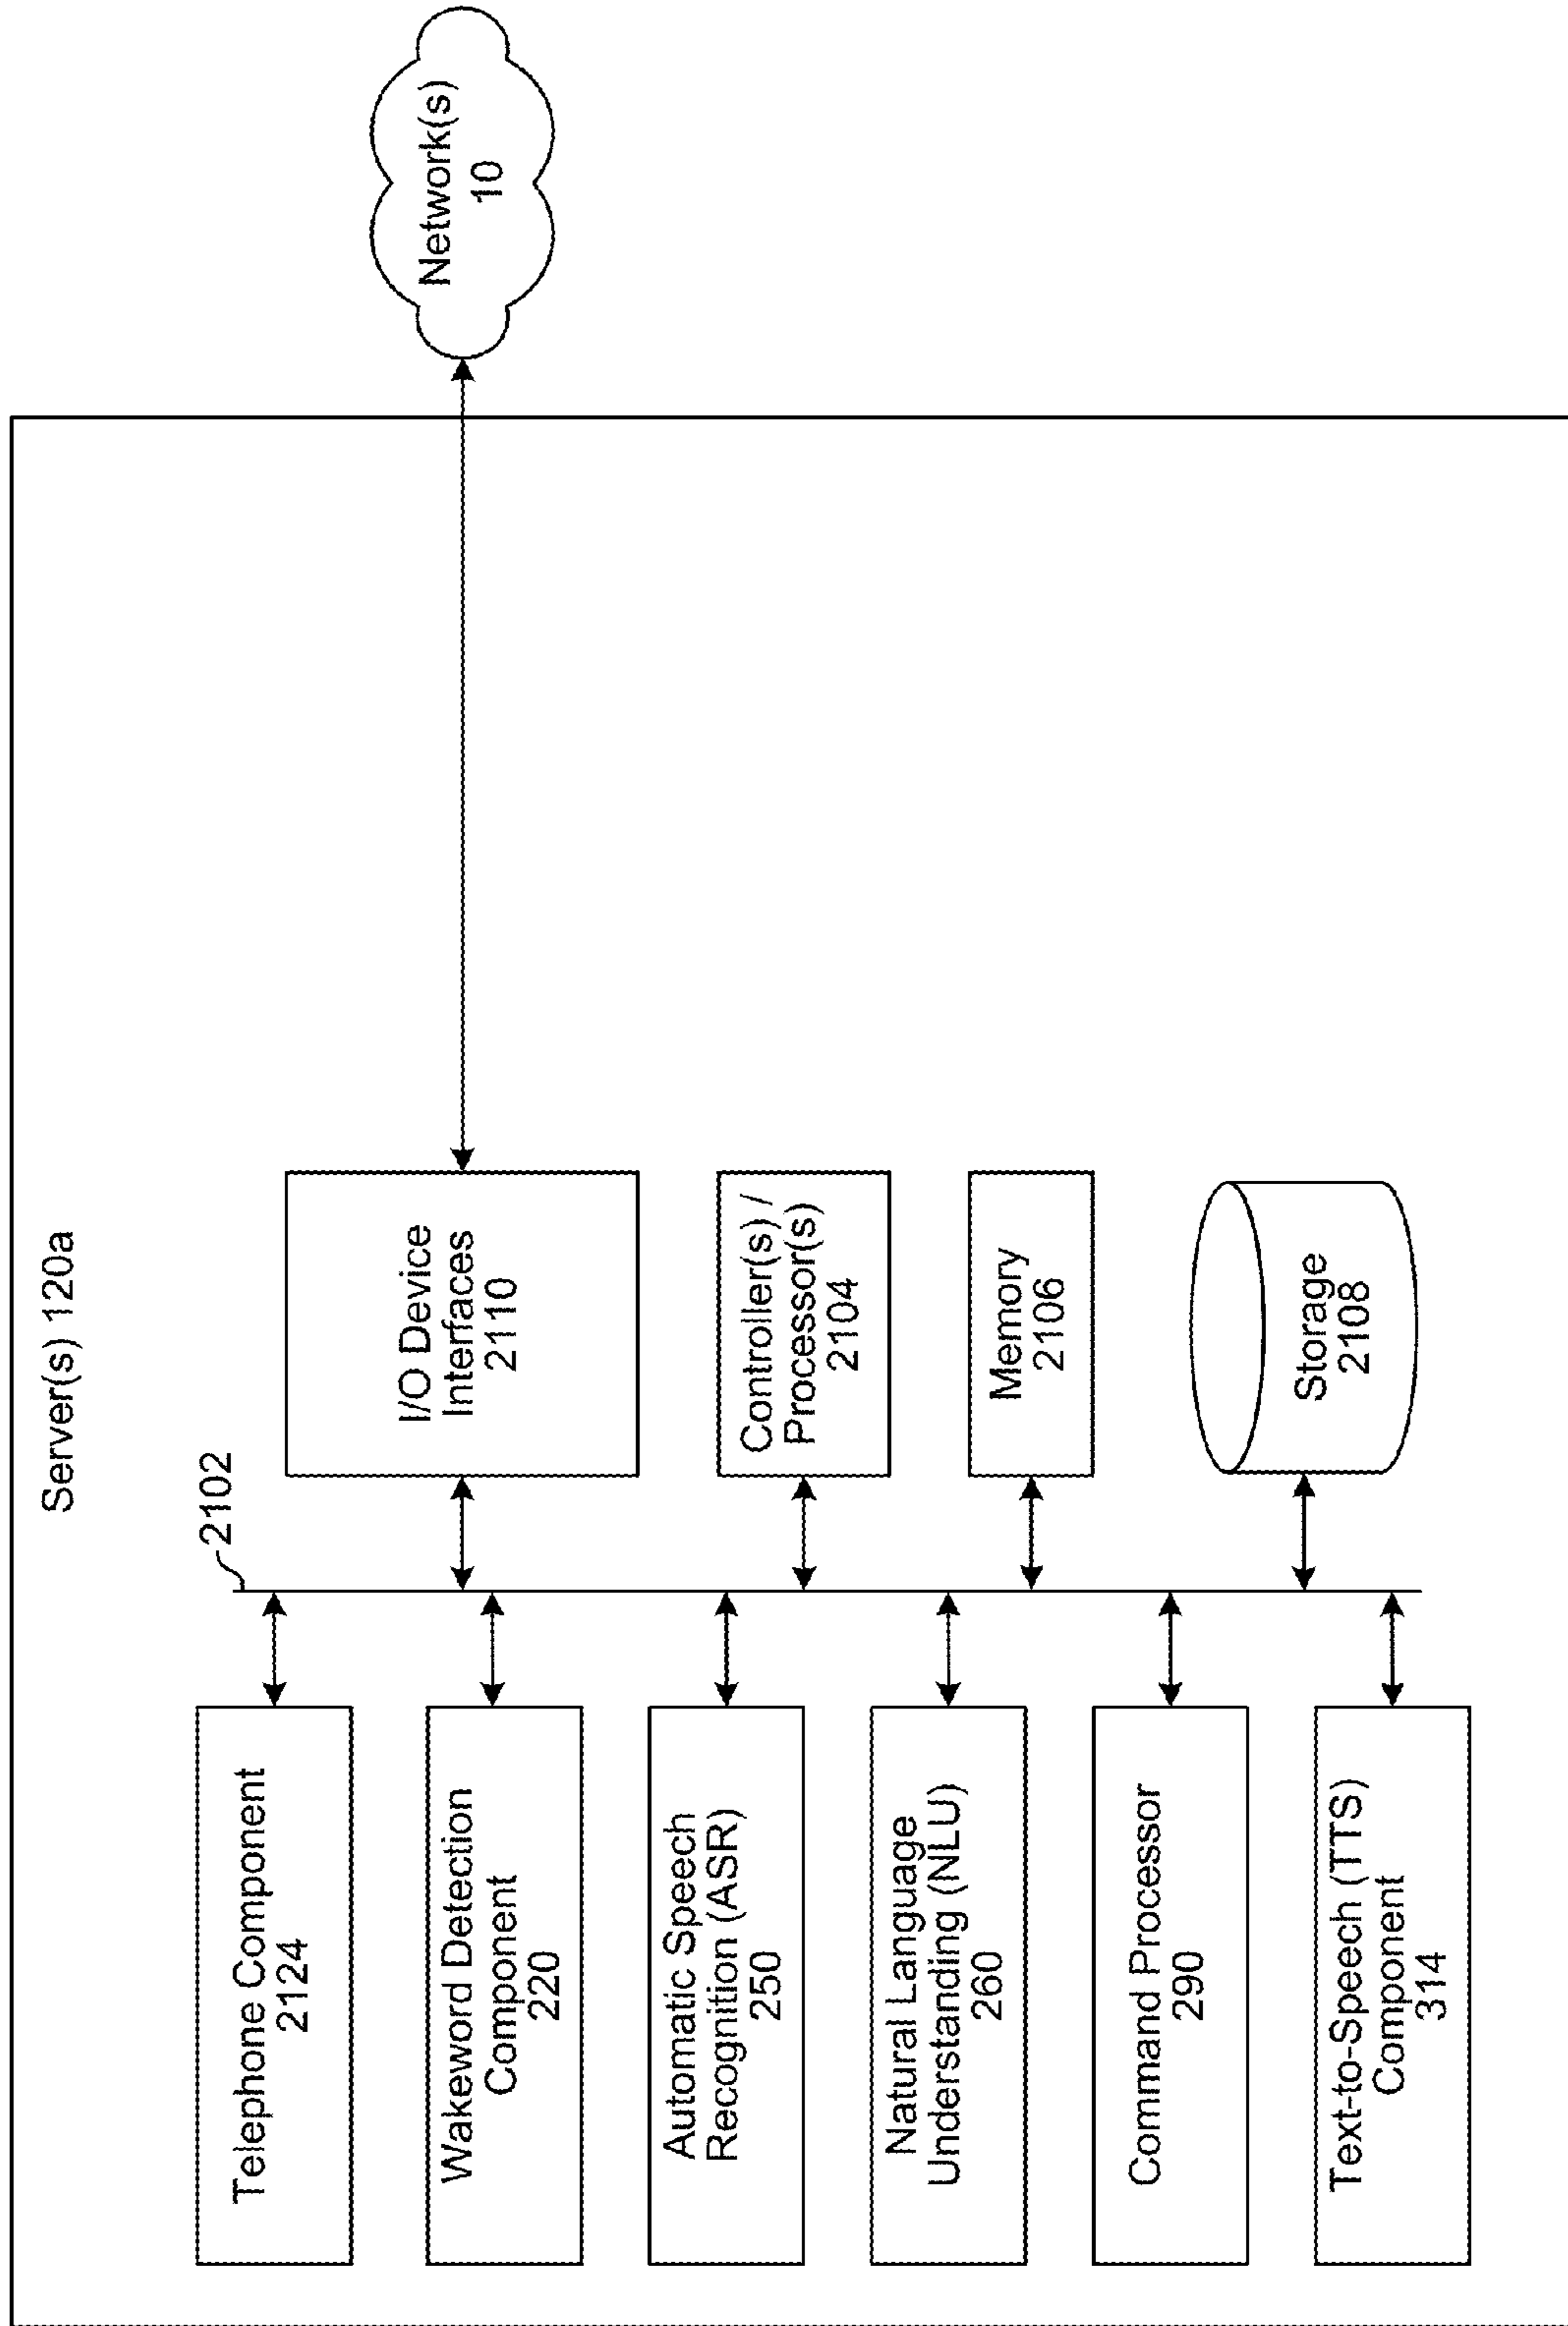 Server(s) 120a
2102
Telephone Component
2124
Wakeword Detection
Component
220
Automatic Speech
Recognition (ASR)
250
Natural Language
Understanding (NLU)
260
Command Processor
290
Text-to-Speech (TTS)
Component
314
I/O Device
Interfaces
2110
Controller(s) /
Processor(s)
2104
Memory
2106
Storage
2108
Network(s)
10